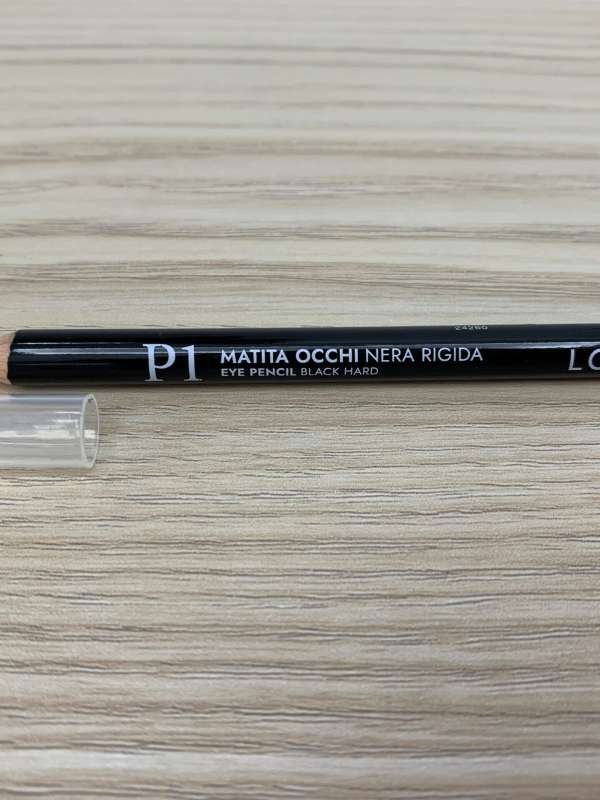 P1
MATITA OCCHI NERA RIGIDA
EYE PENCIL BLACK HARD
24260